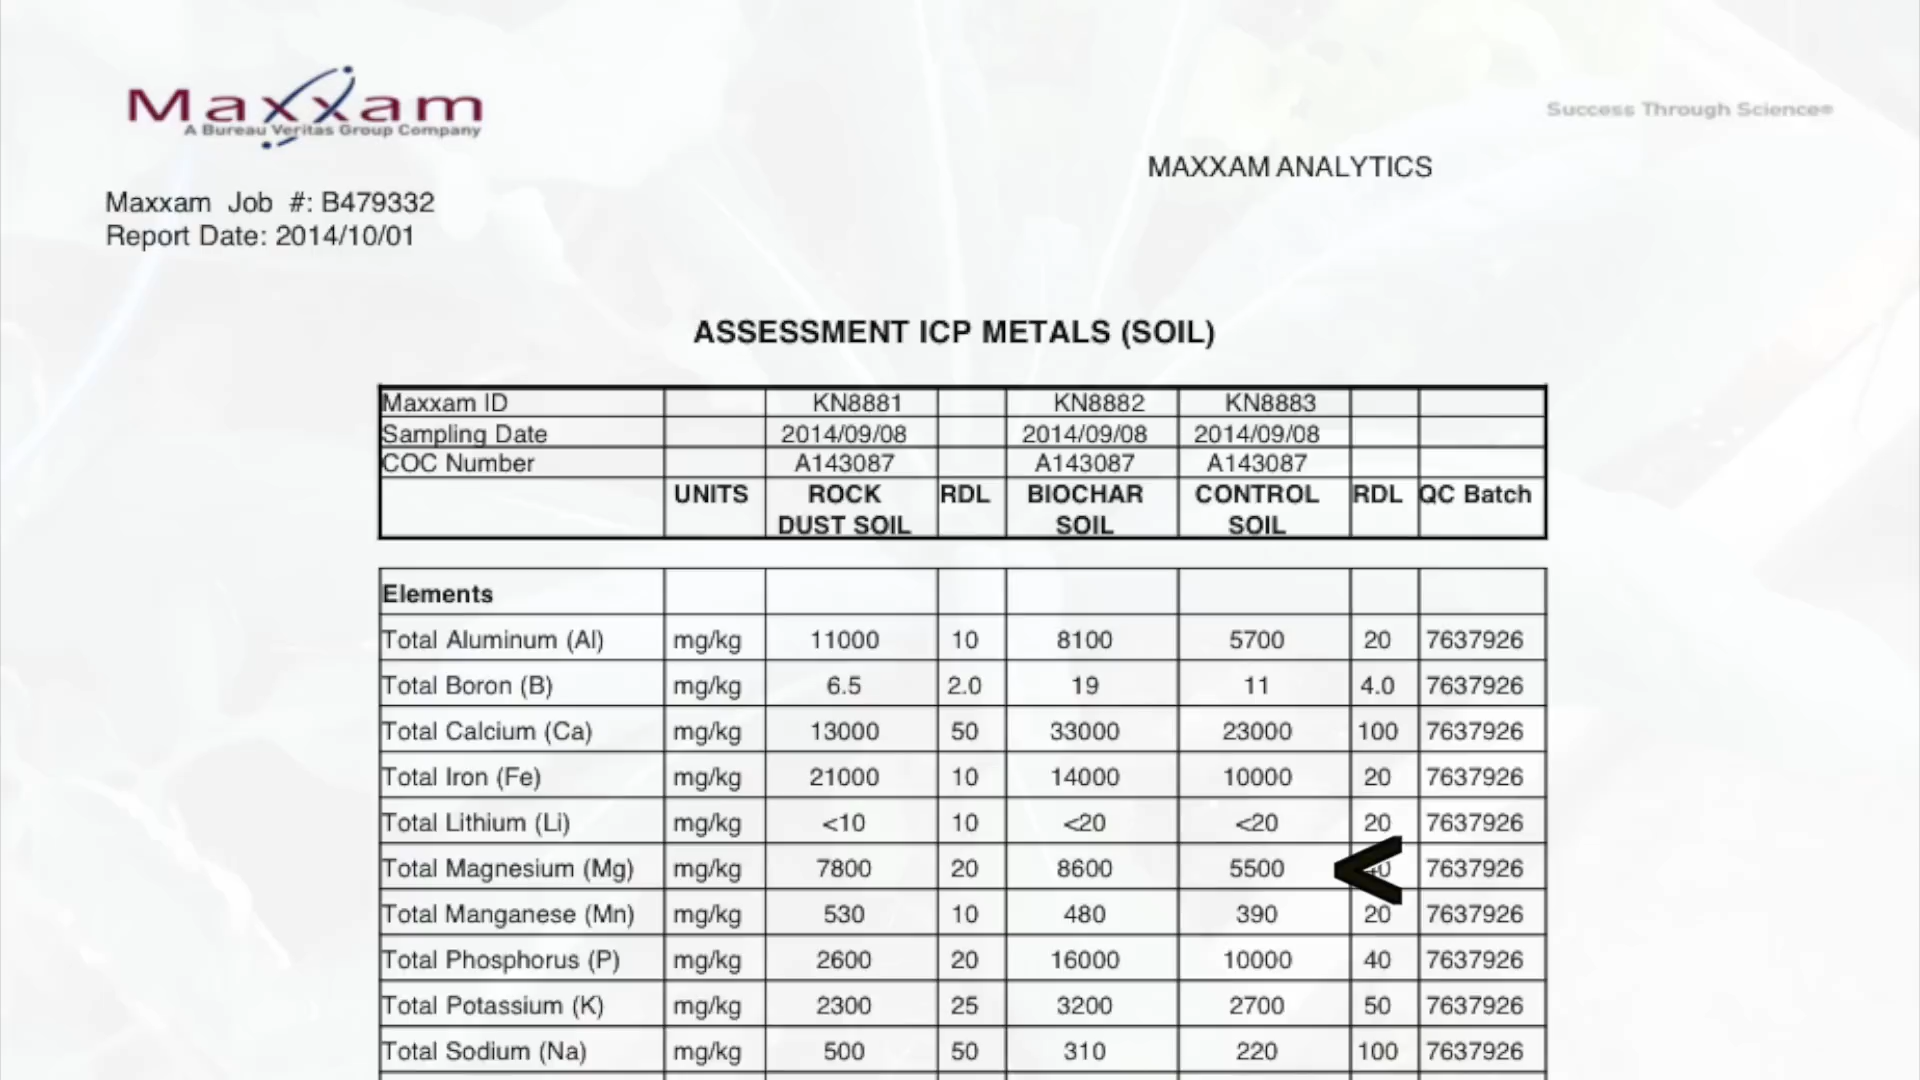 Maxxam
A Bureau Veritas Group Company
Success Through Science®
MAXXAM ANALYTICS
Maxxam Job #: B479332
Report Date: 2014/10/01
ASSESSMENT ICP METALS (SOIL)
Maxxam ID KN8881 KN8882 KN8883
Sampling Date 2014/09/08 2014/09/08 2014/09/08
COC Number A143087 A143087 A143087
UNITS ROCK DUST SOIL RDL BIOCHAR SOIL CONTROL SOIL RDL QC Batch
Elements
Total Aluminum (Al) mg/kg 11000 10 8100 5700 20 7637926
Total Boron (B) mg/kg 6.5 2.0 19 11 4.0 7637926
Total Calcium (Ca) mg/kg 13000 50 33000 23000 100 7637926
Total Iron (Fe) mg/kg 21000 10 14000 10000 20 7637926
Total Lithium (Li) mg/kg <10 10 <20 <20 20 7637926
Total Magnesium (Mg) mg/kg 7800 20 8600 5500 7637926
Total Manganese (Mn) mg/kg 530 10 480 390 20 7637926
Total Phosphorus (P) mg/kg 2600 20 16000 10000 40 7637926
Total Potassium (K) mg/kg 2300 25 3200 2700 50 7637926
Total Sodium (Na) mg/kg 500 50 310 220 100 7637926